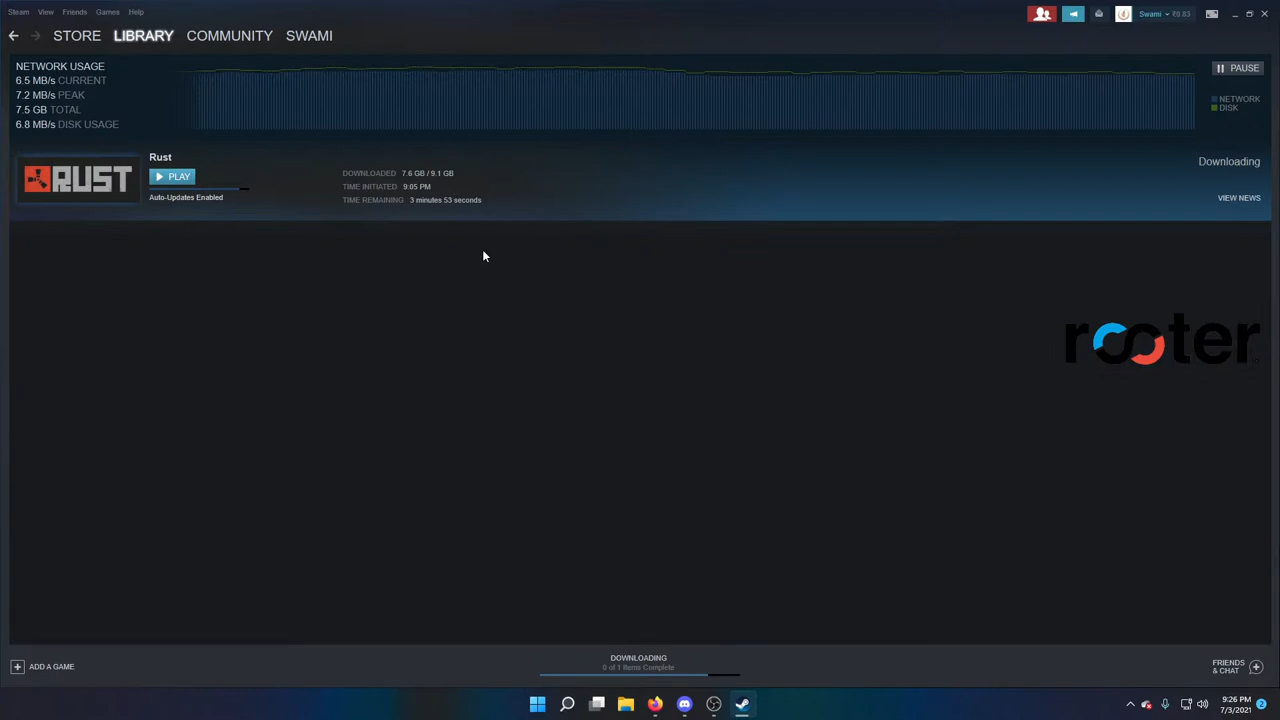 Steam View Friends Games Help
Swami ₹0.83
STORE LIBRARY COMMUNITY SWAMI
NETWORK USAGE
PAUSE
6.5 MB/s CURRENT
7.2 MB/s PEAK
NETWORK
7.5 GB TOTAL
DISK
6.8 MB/s DISK USAGE
Rust
Downloading
RUST
PLAY
DOWNLOADED 7.6 GB / 9.1 GB
TIME INITIATED 9:05 PM
Auto-Updates Enabled
TIME REMAINING 3 minutes 53 seconds
VIEW NEWS
rooter
DOWNLOADING
0 of 1 Items Complete
ADD A GAME
FRIENDS
& CHAT
9:26 PM
7/3/2021
2